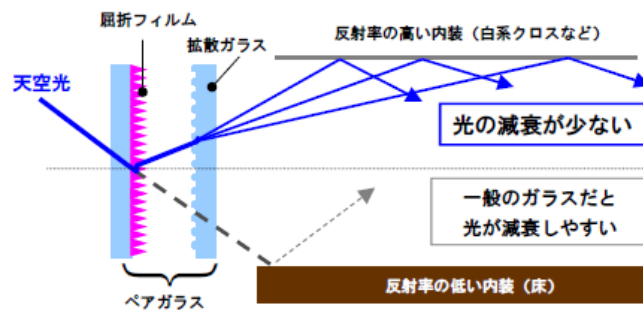 屈折フィルム
反射率の高い内装（白系クロスなど）
拡散ガラス
天空光
光の減衰が少ない
一般のガラスだと
光が減衰しやすい
反射率の低い内装（床）
ペアガラス